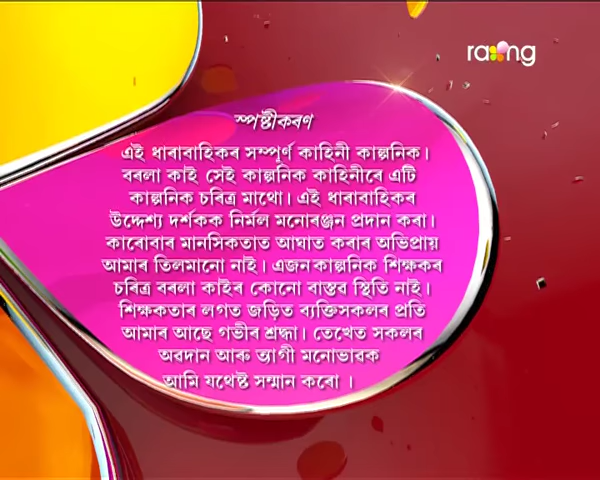 raong
স্পষ্টীকৰণ
এই ধাৰাবাহিকৰ সম্পূৰ্ণ কাহিনী কাল্পনিক।
বৰলা কাই সেই কাল্পনিক কাহিনীৰে এটি
কাল্পনিক চৰিত্ৰ মাথো। এই ধাৰাবাহিকৰ
উদ্দেশ্য দৰ্শকক নিৰ্মল মনোৰঞ্জন প্ৰদান কৰা।
কাৰোবাৰ মানসিকতাত আঘাত কৰাৰ অভিপ্ৰায়
আমাৰ তিলমানো নাই। এজন কাল্পনিক শিক্ষকৰ
চৰিত্ৰ বৰলা কাইৰ কোনো বাস্তৱ স্থিতি নাই।
শিক্ষকতাৰ লগত জড়িত ব্যক্তিসকলৰ প্ৰতি
আমাৰ আছে গভীৰ শ্ৰদ্ধা। তেখেত সকলৰ
অৱদান আৰু ত্যাগী মনোভাৱক
আমি যথেষ্ট সন্মান কৰো ।